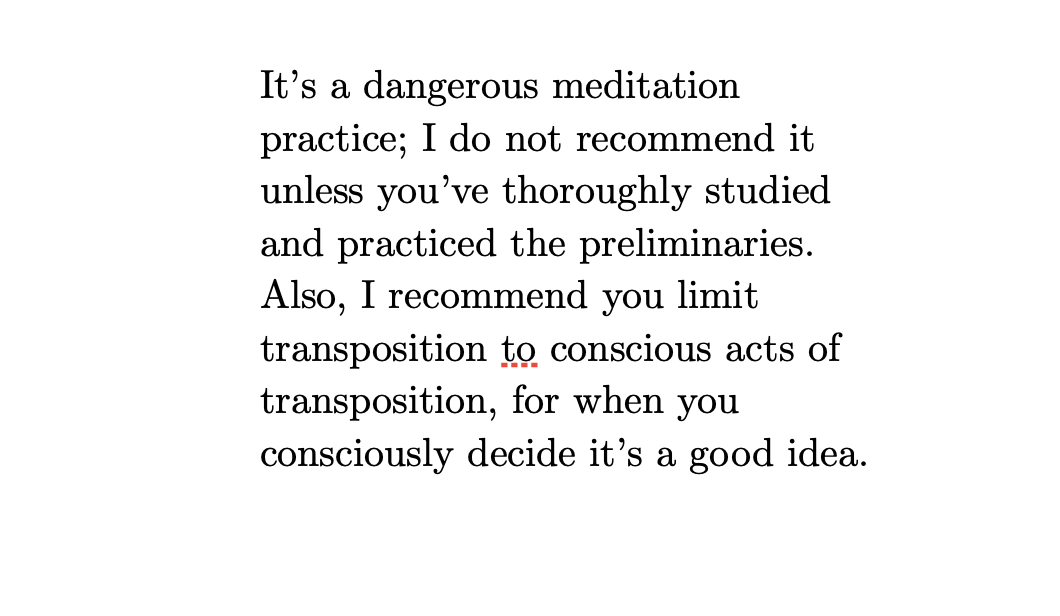 It’s a dangerous meditation
practice; I do not recommend it
unless you’ve thoroughly studied
and practiced the preliminaries.
Also, I recommend you limit
transposition to conscious acts of
transposition, for when you
consciously decide it’s a good idea.